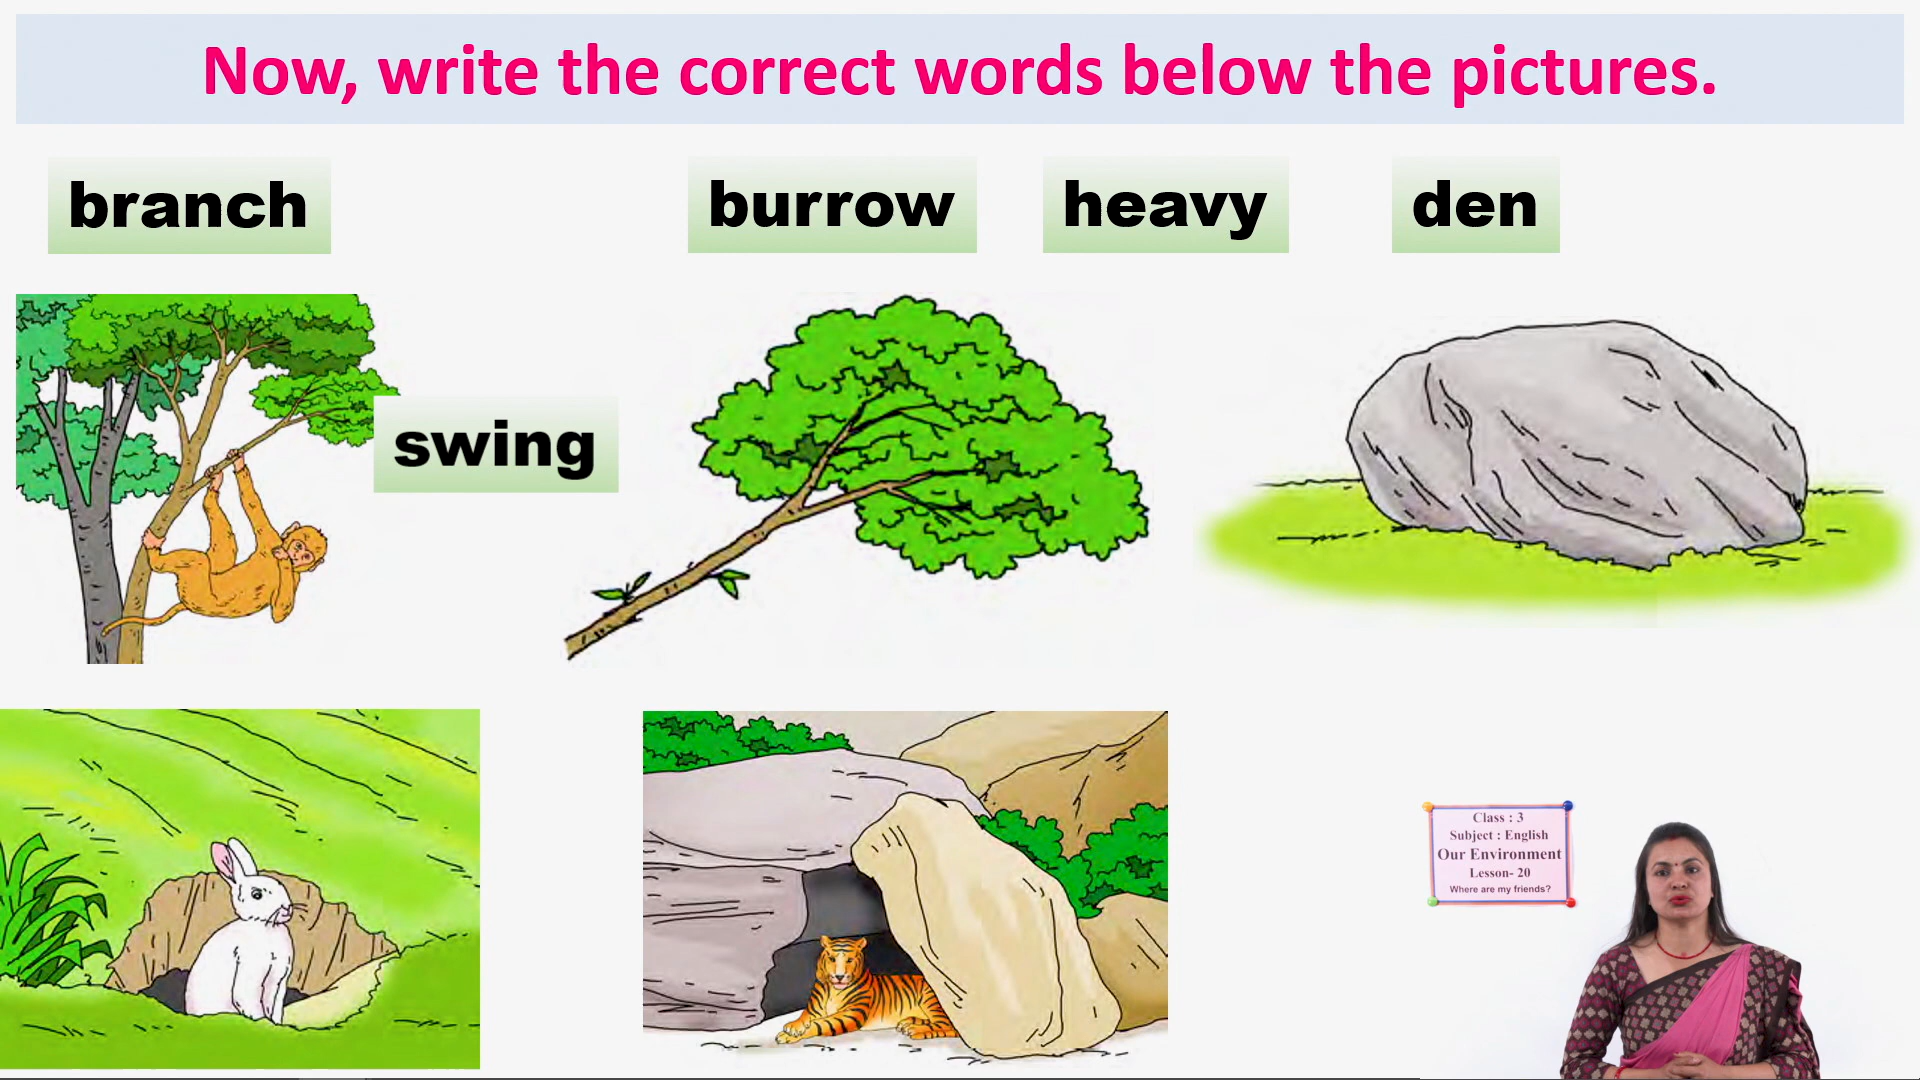 Now, write the correct words below the pictures.
branch burrow heavy den
swing
Class : 3
Subject : English
Our Environment
Lesson- 20
Where are my friends?